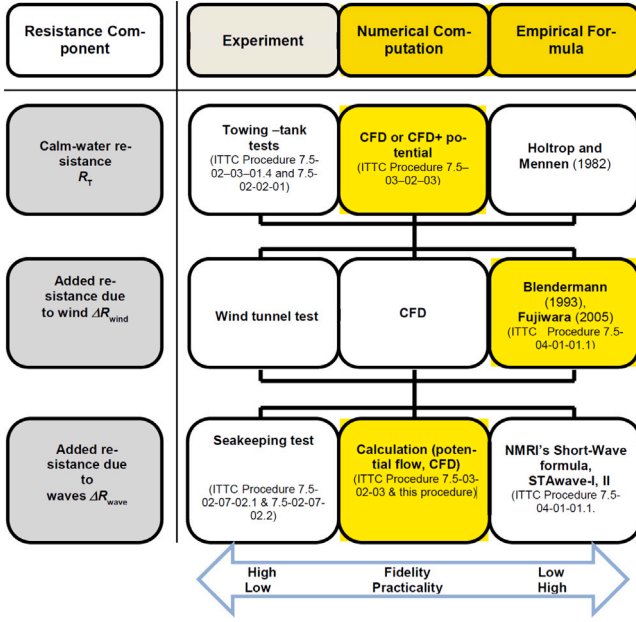 Resistance Com-
ponent
Experiment
Numerical Com-
putation
Empirical For-
mula
Calm-water re-
sistance
R_T
Towing –tank
tests
(ITTC Procedure 7.5-
02–03–01.4 and 7.5-
02-02-01)
CFD or CFD+ po-
tential
(ITTC Procedure 7.5–
03–02–03)
Holtrop and
Mennen (1982)
Added re-
sistance due
to wind ΔR_wind
Wind tunnel test
CFD
Blendermann
(1993),
Fujiwara (2005)
(ITTC Procedure 7.5-
04-01-01.1)
Added re-
sistance due
to
waves ΔR_wave
Seakeeping test
(ITTC Procedure 7.5-
02-07-02.1 & 7.5-02-07-
02.2)
Calculation (poten-
tial flow, CFD)
(ITTC Procedure 7.5-03-
02-03 & this procedure)
NMRI's Short-Wave
formula,
STAwave-I, II
(ITTC Procedure 7.5-
04-01-01.1.
High Fidelity Low
Low Practicality High